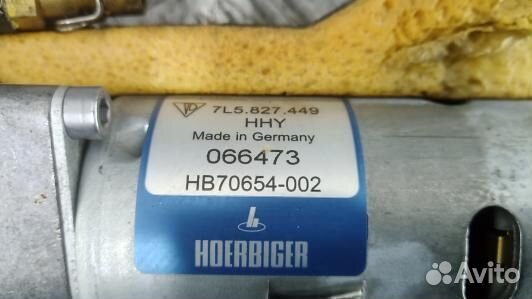 7L5.827.449
HHY
Made in Germany
066473
HB70654-002
HOERBIGER
Avito